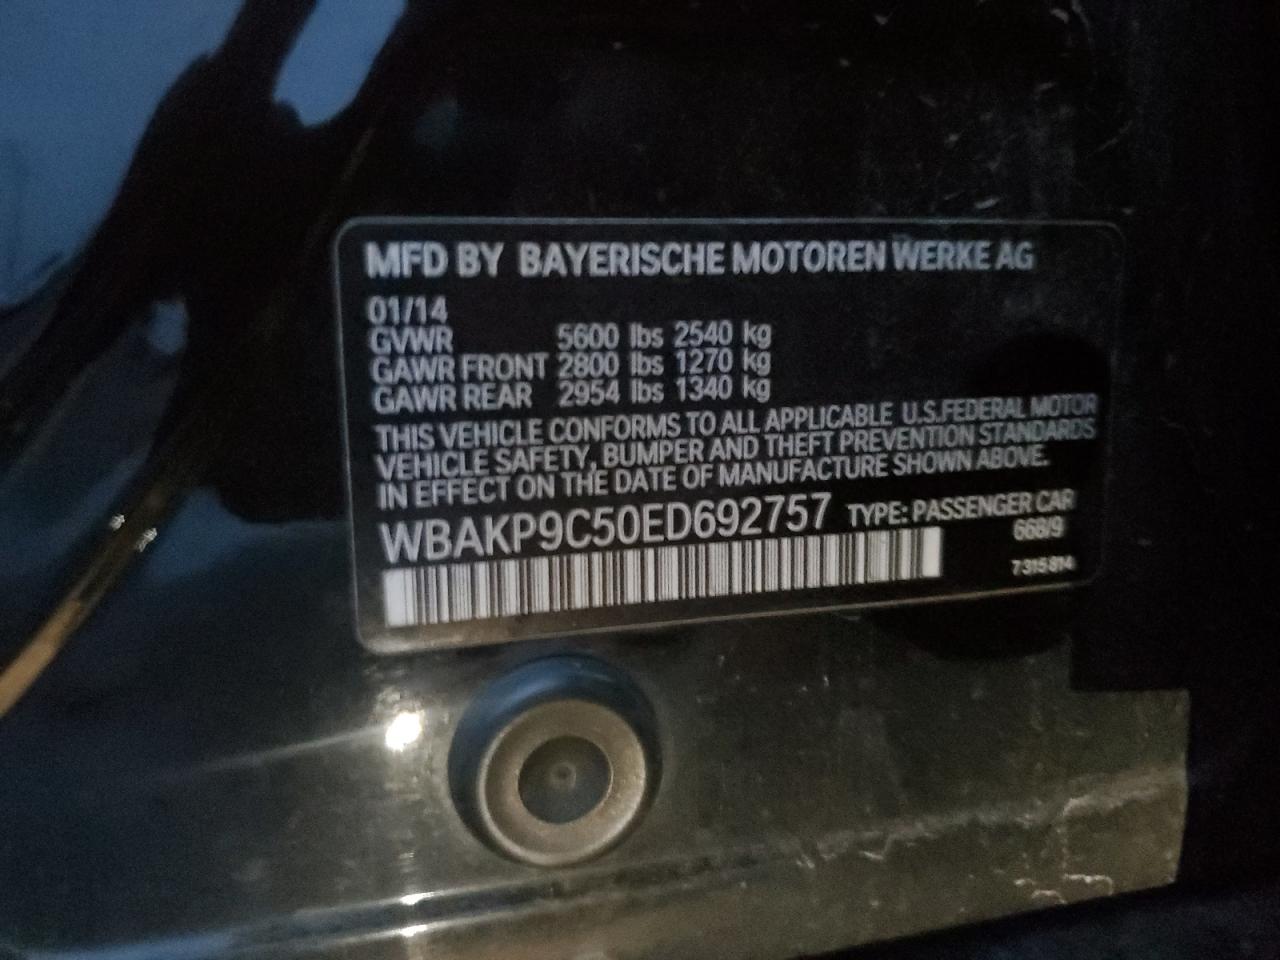 MFD BY BAYERISCHE MOTOREN WERKE AG
01/14
GVWR 5600 lbs 2540 kg
GAWR FRONT 2800 lbs 1270 kg
GAWR REAR 2954 lbs 1340 kg
THIS VEHICLE CONFORMS TO ALL APPLICABLE U.S.FEDERAL MOTOR
VEHICLE SAFETY, BUMPER AND THEFT PREVENTION STANDARDS
IN EFFECT ON THE DATE OF MANUFACTURE SHOWN ABOVE.
WBAKP9C50ED692757 TYPE: PASSENGER CAR
668/9
7315814